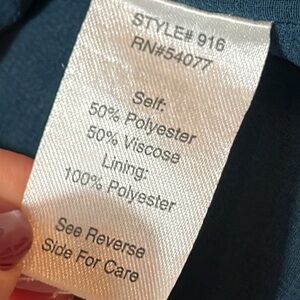 STYLE# 916
RN#54077
Self:
50% Polyester
50% Viscose
Lining:
100% Polyester
See Reverse
Side For Care